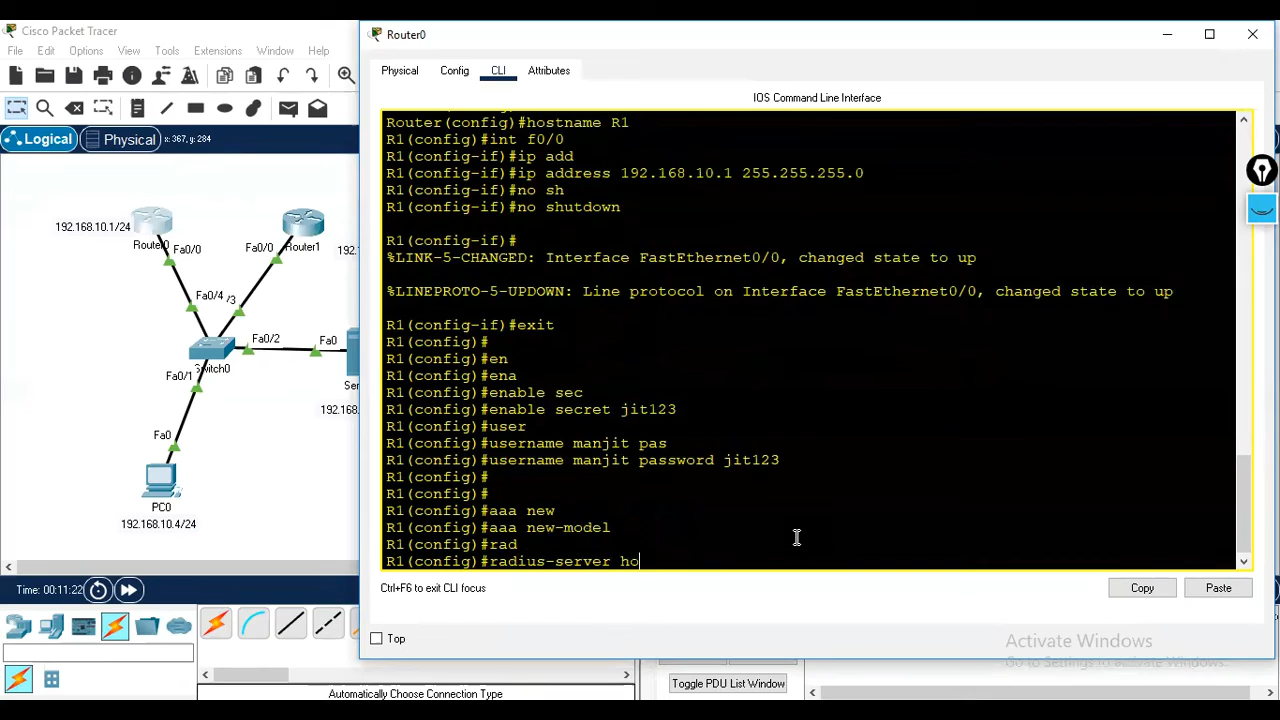 Cisco Packet Tracer
File Edit Options View Tools Extensions Window Help
Logical Physical x: 367, y: 284
192.168.10.1/24
Router0
Fa0/0
Fa0/0
Router1
192.
Fa0/4
/3
Fa0/2
Fa0
Switch0
Ser
Fa0/1
192.168.
Fa0
PC0
192.168.10.4/24
Time: 00:11:22
Automatically Choose Connection Type
Router0
Physical Config CLI Attributes
IOS Command Line Interface
Router(config)#hostname R1
R1(config)#int f0/0
R1(config-if)#ip add
R1(config-if)#ip address 192.168.10.1 255.255.255.0
R1(config-if)#no sh
R1(config-if)#no shutdown
R1(config-if)#
%LINK-5-CHANGED: Interface FastEthernet0/0, changed state to up
%LINEPROTO-5-UPDOWN: Line protocol on Interface FastEthernet0/0, changed state to up
R1(config-if)#exit
R1(config)#
R1(config)#en
R1(config)#ena
R1(config)#enable sec
R1(config)#enable secret jit123
R1(config)#user
R1(config)#username manjit pas
R1(config)#username manjit password jit123
R1(config)#
R1(config)#
R1(config)#aaa new
R1(config)#aaa new-model
R1(config)#rad
R1(config)#radius-server ho
Ctrl+F6 to exit CLI focus
Copy Paste
Top
Activate Windows
Go to Settings to activate Windows.
Toggle PDU List Window